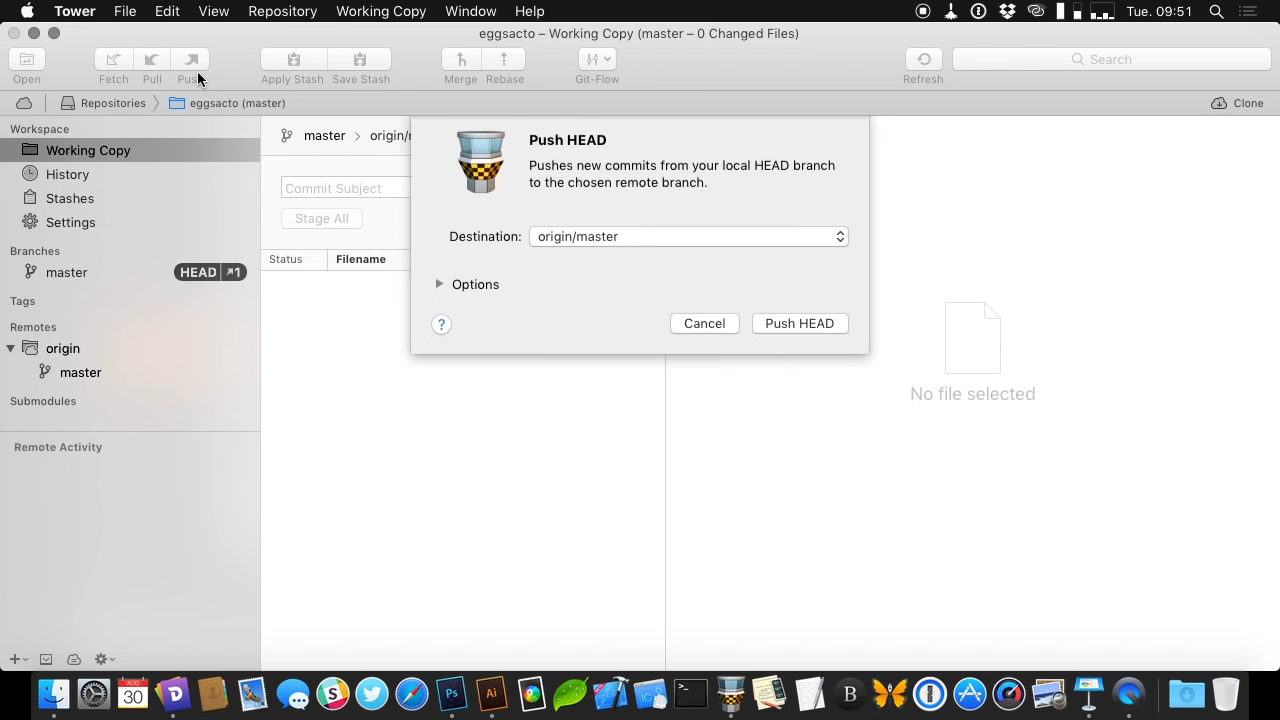 Tower File Edit View Repository Working Copy Window Help Tue. 09:51
eggsacto – Working Copy (master – 0 Changed Files)
Open Fetch Pull Apply Stash Save Stash Merge Rebase Git-Flow Refresh Search
Repositories eggsacto (master) Clone
Workspace
Working Copy
History
Stashes
Settings
Branches
master HEAD 1
Tags
Remotes
origin
master
Submodules
Remote Activity
master
Commit Subject
Stage All
Status Filename
Push HEAD
Pushes new commits from your local HEAD branch
to the chosen remote branch.
Destination: origin/master
Options
? Cancel Push HEAD
No file selected
AUG
30
Ps
Ai
B